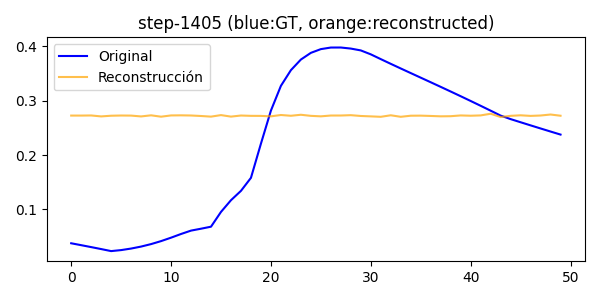 step-1405 (blue:GT, orange:reconstructed)
Original
Reconstrucción
0.4
0.3
0.2
0.1
0 10 20 30 40 50